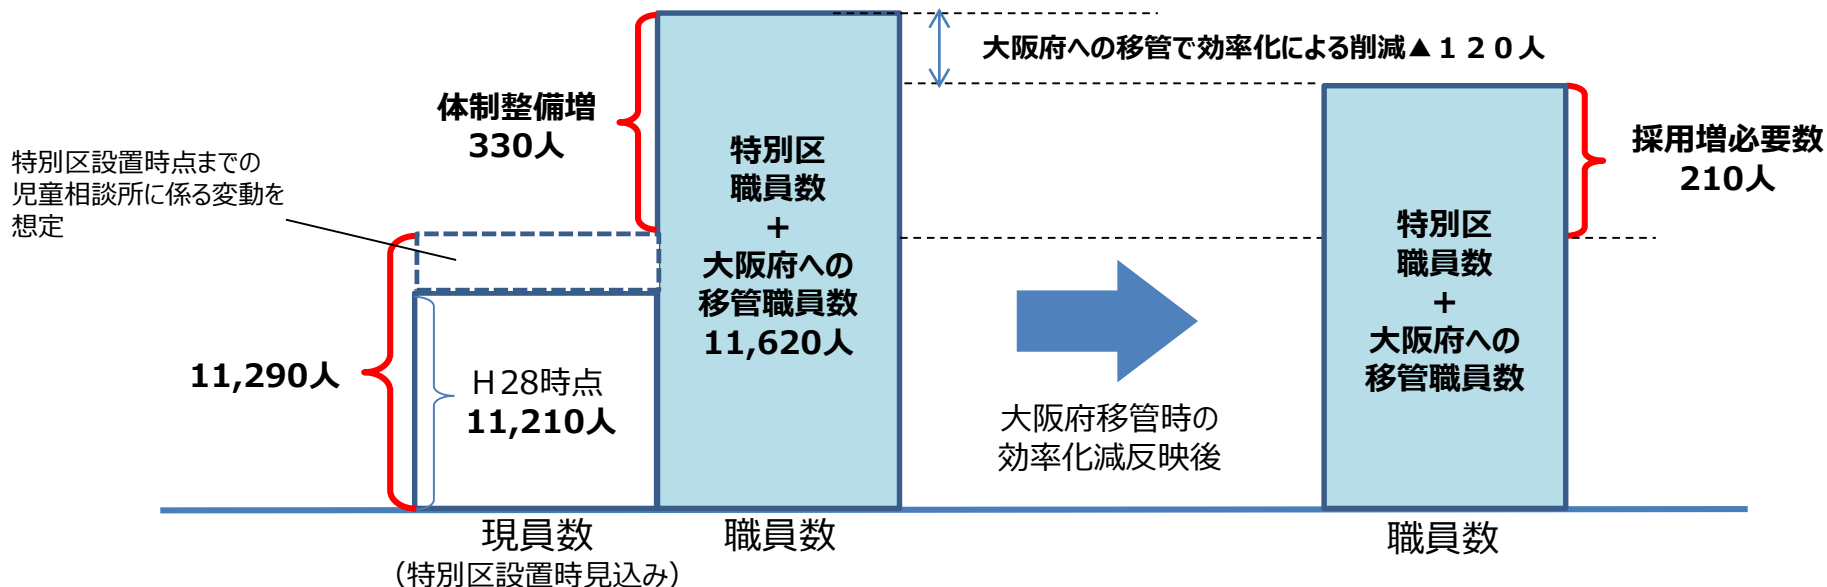 大阪府への移管で効率化による削減▲１２０人
体制整備増
330人
特別区設置時点までの
児童相談所に係る変動を
想定
特別区
職員数
+
大阪府への
移管職員数
11,620人
採用増必要数
210人
特別区
職員数
+
大阪府への
移管職員数
11,290人
Ｈ28時点
11,210人
大阪府移管時の
効率化減反映後
現員数
（特別区設置時見込み）
職員数
職員数